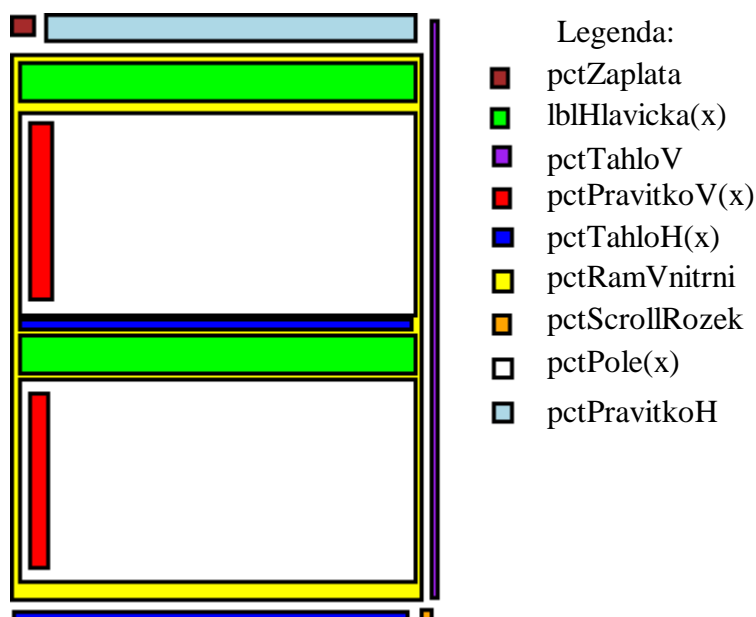 Legenda:
pctZaplata
lblHlavicka(x)
pctTahloV
pctPravitkoV(x)
pctTahloH(x)
pctRamVnitrni
pctScrollRozek
pctPole(x)
pctPravitkoH